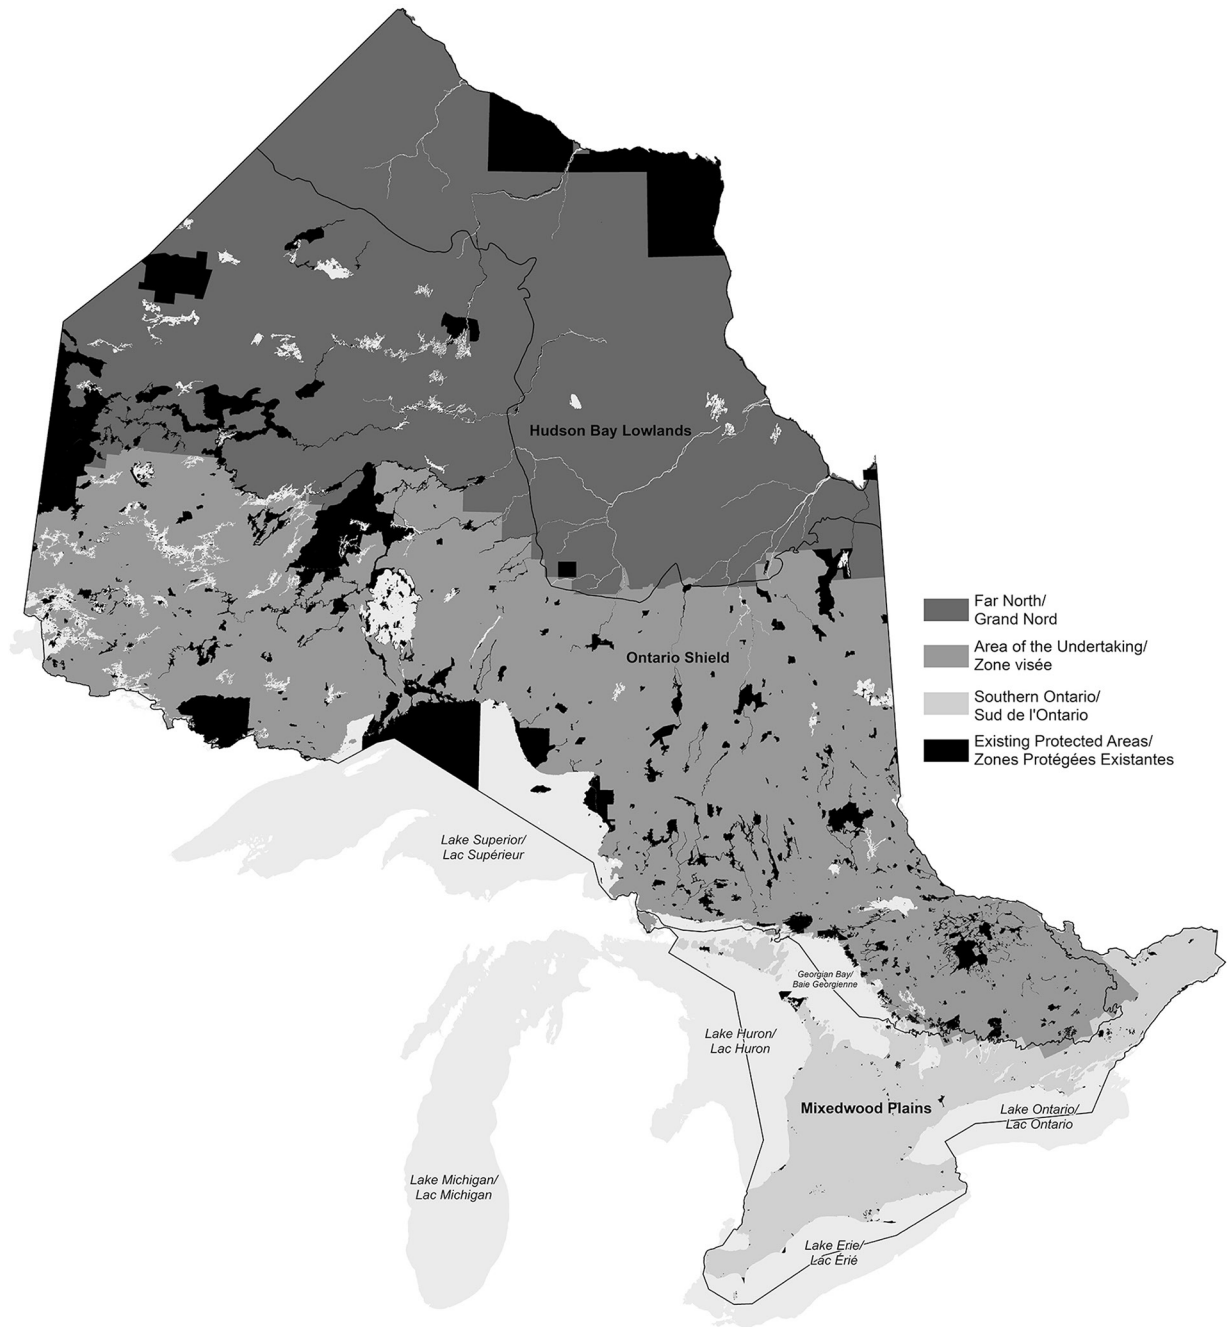 Hudson Bay Lowlands
Far North/
Grand Nord
Ontario Shield
Area of the Undertaking/
Zone visée
Southern Ontario/
Sud de l'Ontario
Existing Protected Areas/
Zones Protégées Existantes
Lake Superior/
Lac Supérieur
Georgian Bay/
Baie Georgienne
Lake Huron/
Lac Huron
Mixedwood Plains
Lake Ontario/
Lac Ontario
Lake Michigan/
Lac Michigan
Lake Erie/
Lac Érié